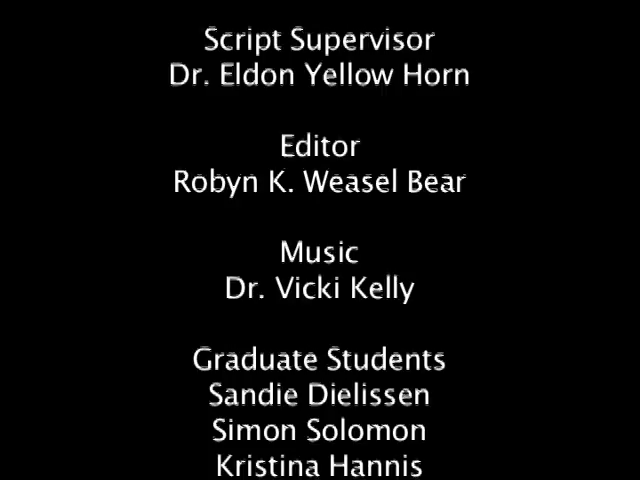 Script Supervisor
Dr. Eldon Yellow Horn
Editor
Robyn K. Weasel Bear
Music
Dr. Vicki Kelly
Graduate Students
Sandie Dielissen
Simon Solomon
Kristina Hannis